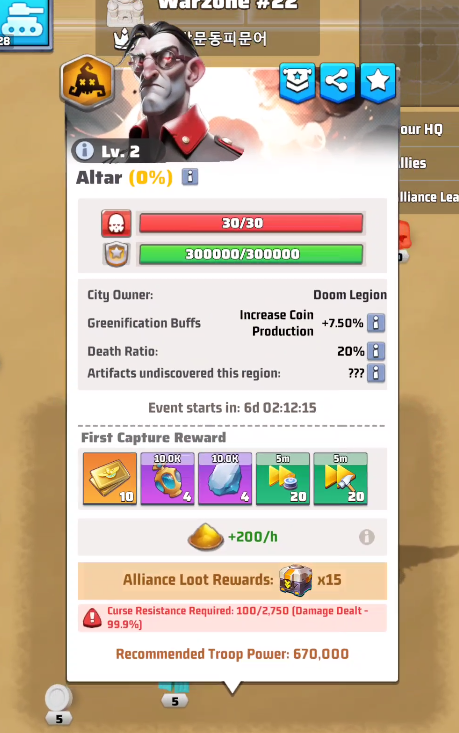 Warzone #22
28
문동피문어
our HQ
Lv. 2
llies
Altar (0%)
lliance Lea
30/30
300000/300000
City Owner: Doom Legion
Greenification Buffs Increase Coin Production +7.50%
Death Ratio: 20%
Artifacts undiscovered this region: ???
Event starts in: 6d 02:12:15
First Capture Reward
10.0K 10.0K 5m 5m
10 4 4 20 20
+200/h
Alliance Loot Rewards: x15
Curse Resistance Required: 100/2,750 (Damage Dealt -
99.9%)
Recommended Troop Power: 670,000
5
5